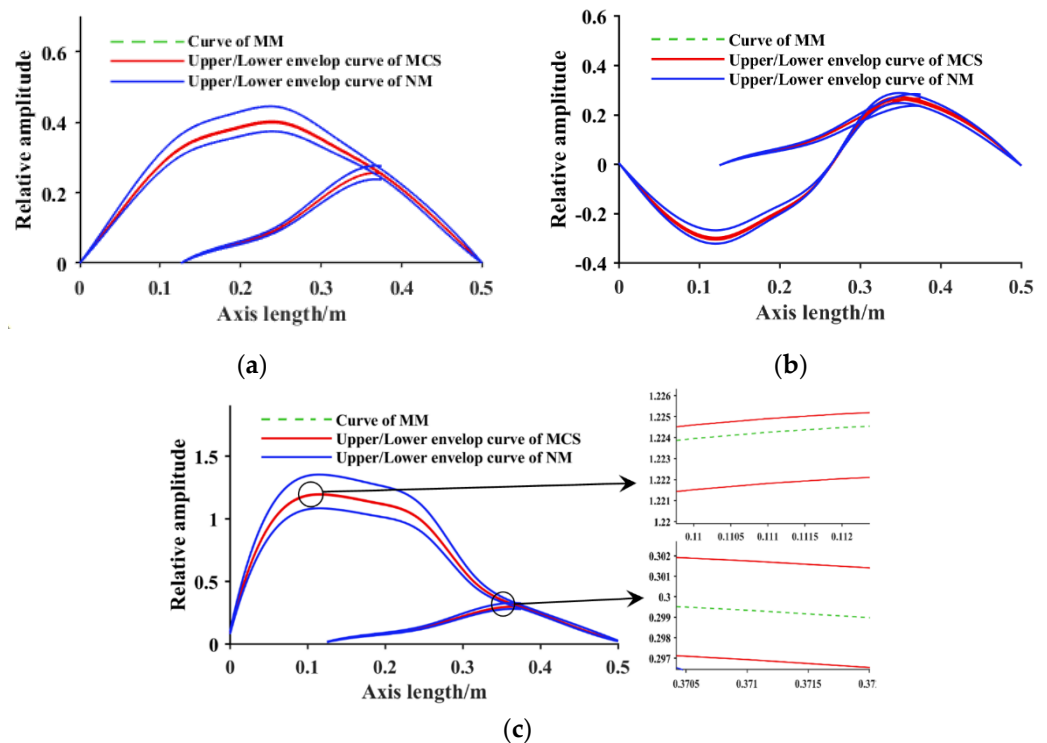 Relative amplitude
0.6
0.4
0.2
0
Curve of MM
Upper/Lower envelop curve of MCS
Upper/Lower envelop curve of NM
0 0.1 0.2 0.3 0.4 0.5
Axis length/m
(a)
Relative amplitude
0.6
0.4
0.2
0
-0.2
-0.4
Curve of MM
Upper/Lower envelop curve of MCS
Upper/Lower envelop curve of NM
0 0.1 0.2 0.3 0.4 0.5
Axis length/m
(b)
Relative amplitude
1.5
1
0.5
0
Curve of MM
Upper/Lower envelop curve of MCS
Upper/Lower envelop curve of NM
0 0.1 0.2 0.3 0.4 0.5
Axis length/m
1.226
1.225
1.224
1.223
1.222
1.221
1.22
0.11 0.1105 0.111 0.1115 0.112
0.302
0.301
0.3
0.299
0.298
0.297
0.3705 0.371 0.3715 0.37
(c)